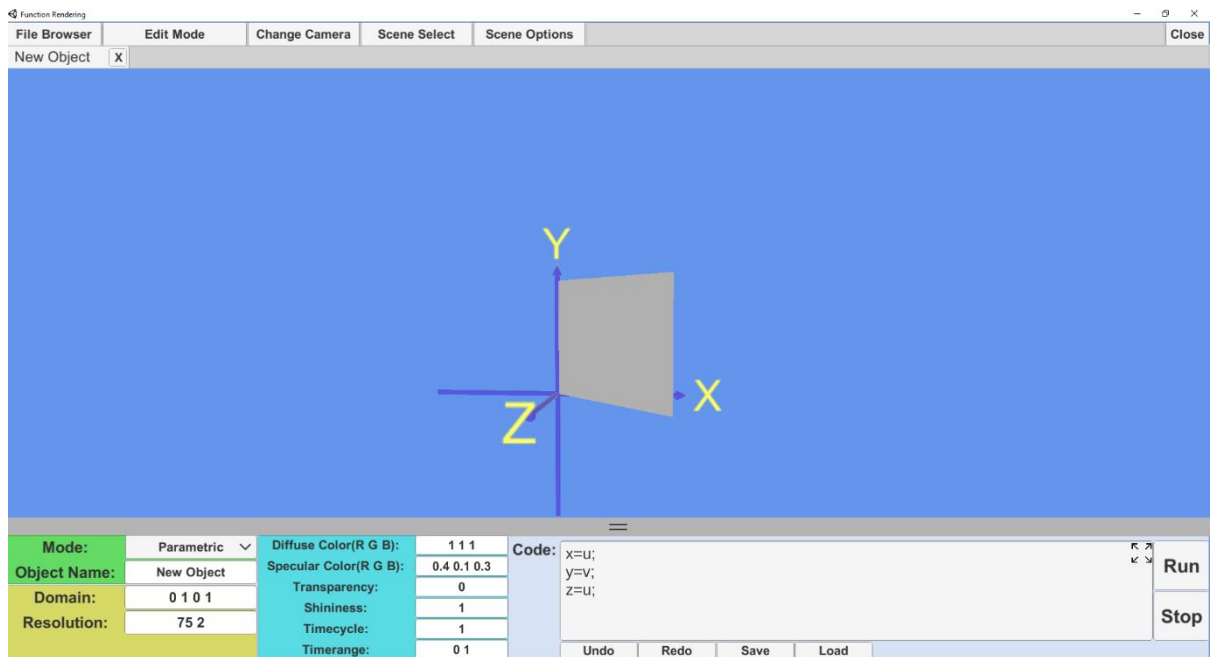 Function Rendering
File Browser Edit Mode Change Camera Scene Select Scene Options Close
New Object X
Y
X
Z
Mode: Parametric
Object Name: New Object
Domain: 0 1 0 1
Resolution: 75 2
Diffuse Color(R G B): 1 1 1
Specular Color(R G B): 0.4 0.1 0.3
Transparency: 0
Shininess: 1
Timecycle: 1
Timerange: 0 1
Code:
x=u;
y=v;
z=u;
Run
Stop
Undo Redo Save Load